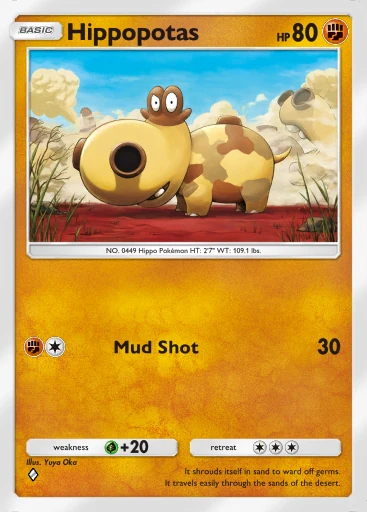 BASIC Hippopotas HP 80
NO. 0449 Hippo Pokémon HT: 2'7" WT: 109.1 lbs.
Mud Shot 30
weakness +20 retreat
Illus. Yuya Oka
It shrouds itself in sand to ward off germs.
It travels easily through the sands of the desert.